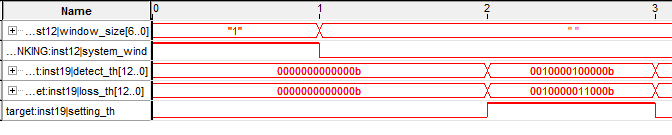 Name 0 1 2 3
...st12|window_size[6..0] "1" " "
...NKING:inst12|system_wind
...t:inst19|detect_th[12..0] 0000000000000b 0010000100000b
...et:inst19|loss_th[12..0] 0000000000000b 0010000011000b
target:inst19|setting_th